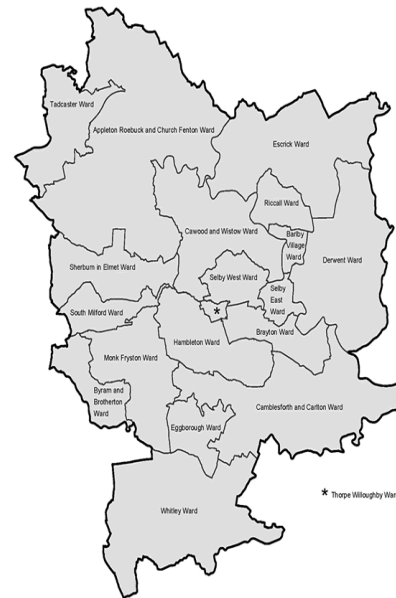 Tadcaster Ward
Appleton Roebuck and Church Fenton Ward
Escrick Ward
Riccall Ward
Cawood and Wistow Ward
Barlby
Village
Ward
Derwent Ward
Sherburn in Elmet Ward
Selby West Ward
Selby
East
Ward
South Milford Ward
*
Brayton Ward
Hambleton Ward
Monk Fryston Ward
Byram and
Brotherton
Ward
Camblesforth and Carlton Ward
Eggborough Ward
* Thorpe Willoughby Ward
Whitley Ward